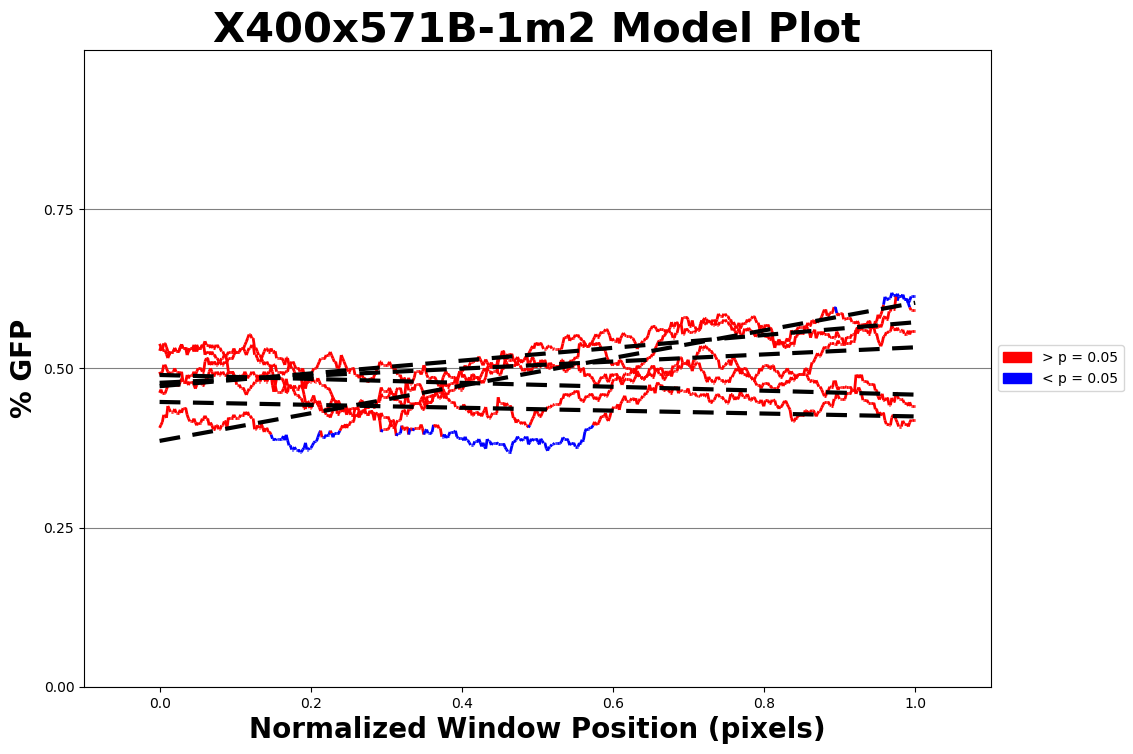 X400x571B-1m2 Model Plot
% GFP
0.75
0.50
0.25
0.00
0.0 0.2 0.4 0.6 0.8 1.0
Normalized Window Position (pixels)
> p = 0.05
< p = 0.05